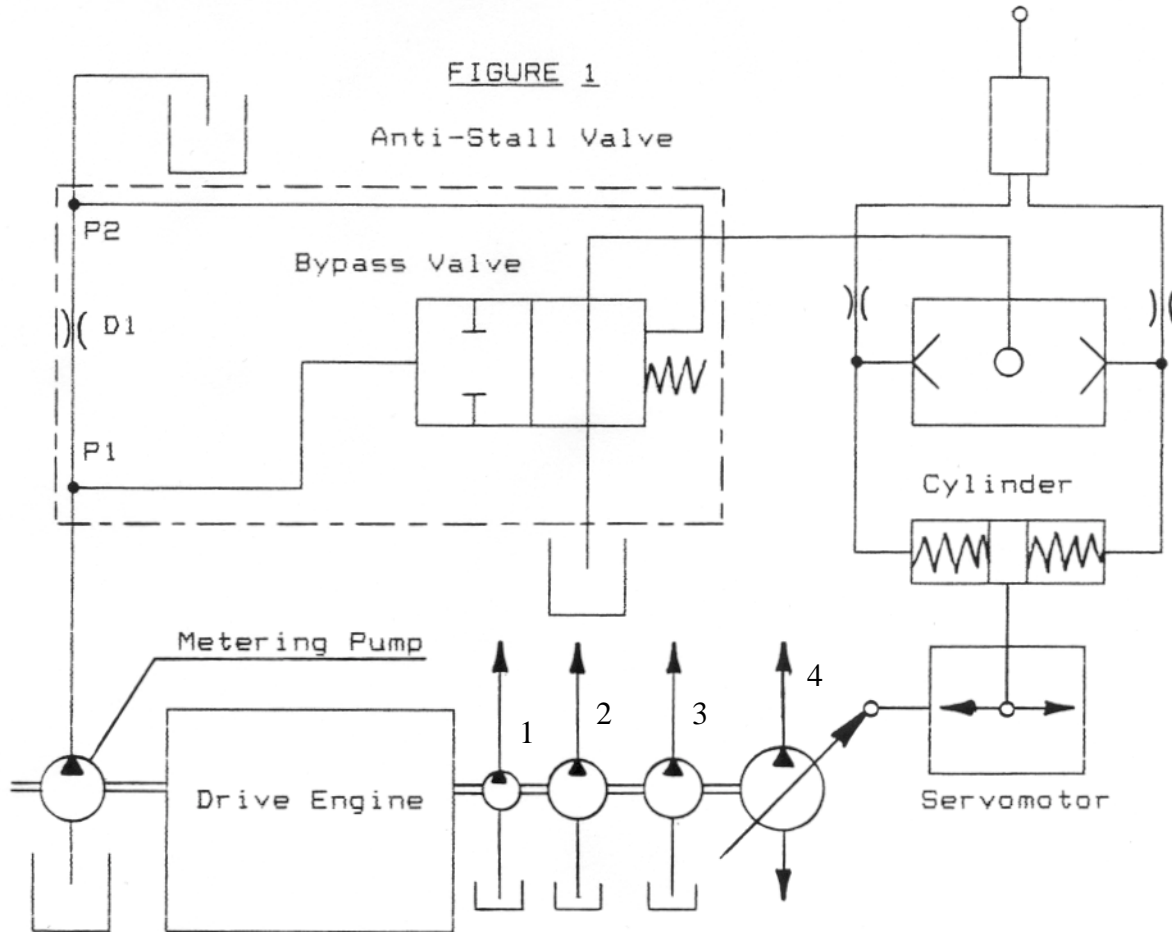 FIGURE 1
Anti-Stall Valve
P2
Bypass Valve
D1
P1
Cylinder
Metering Pump
1
2
3
4
Drive Engine
Servomotor